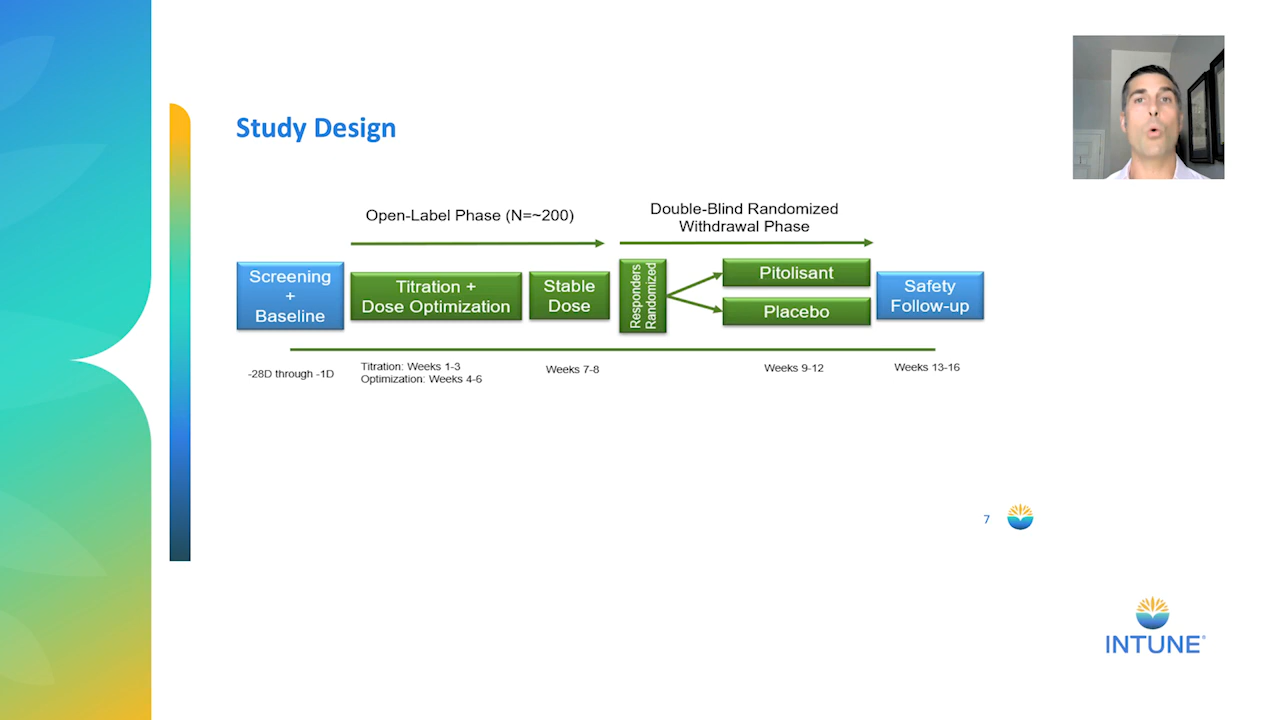 Study Design
Open-Label Phase (N=~200)
Double-Blind Randomized
Withdrawal Phase
Screening
+
Baseline
Titration +
Dose Optimization
Stable
Dose
Responders
Randomized
Pitolisant
Placebo
Safety
Follow-up
-28D through -1D
Titration: Weeks 1-3
Optimization: Weeks 4-6
Weeks 7-8
Weeks 9-12
Weeks 13-16
7
INTUNE®